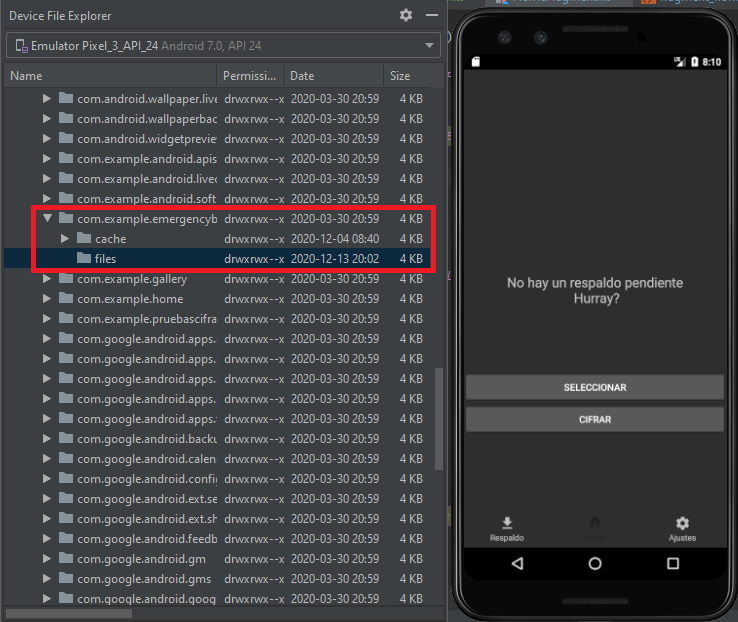 Device File Explorer
Emulator Pixel_3_API_24 Android 7.0, API 24
Name Permissi... Date Size
com.android.wallpaper.live drwxrwx--x 2020-03-30 20:59 4 KB
com.android.wallpaperbac drwxrwx--x 2020-03-30 20:59 4 KB
com.android.widgetpreview drwxrwx--x 2020-03-30 20:59 4 KB
com.example.android.apis drwxrwx--x 2020-03-30 20:59 4 KB
com.example.android.livec drwxrwx--x 2020-03-30 20:59 4 KB
com.example.android.soft drwxrwx--x 2020-03-30 20:59 4 KB
com.example.emergencyb drwxrwx--x 2020-03-30 20:59 4 KB
cache drwxrwx--x 2020-12-04 08:40 4 KB
files drwxrwx--x 2020-12-13 20:02 4 KB
com.example.gallery drwxrwx--x 2020-03-30 20:59 4 KB
com.example.home drwxrwx--x 2020-03-30 20:59 4 KB
com.example.pruebascifra drwxrwx--x 2020-03-30 20:59 4 KB
com.google.android.apps. drwxrwx--x 2020-03-30 20:59 4 KB
com.google.android.apps. drwxrwx--x 2020-03-30 20:59 4 KB
com.google.android.apps. drwxrwx--x 2020-03-30 20:59 4 KB
com.google.android.apps. drwxrwx--x 2020-03-30 20:59 4 KB
com.google.android.apps. drwxrwx--x 2020-03-30 20:59 4 KB
com.google.android.backu drwxrwx--x 2020-03-30 20:59 4 KB
com.google.android.calen drwxrwx--x 2020-03-30 20:59 4 KB
com.google.android.config drwxrwx--x 2020-03-30 20:59 4 KB
com.google.android.ext.se drwxrwx--x 2020-03-30 20:59 4 KB
com.google.android.ext.sh drwxrwx--x 2020-03-30 20:59 4 KB
com.google.android.feedb drwxrwx--x 2020-03-30 20:59 4 KB
com.google.android.gm drwxrwx--x 2020-03-30 20:59 4 KB
com.google.android.gms drwxrwx--x 2020-03-30 20:59 4 KB
com.google.android.goog drwxrwx--x 2020-03-30 20:59 4 KB
8:10
No hay un respaldo pendiente
Hurray?
SELECCIONAR
CIFRAR
Respaldo Ajustes